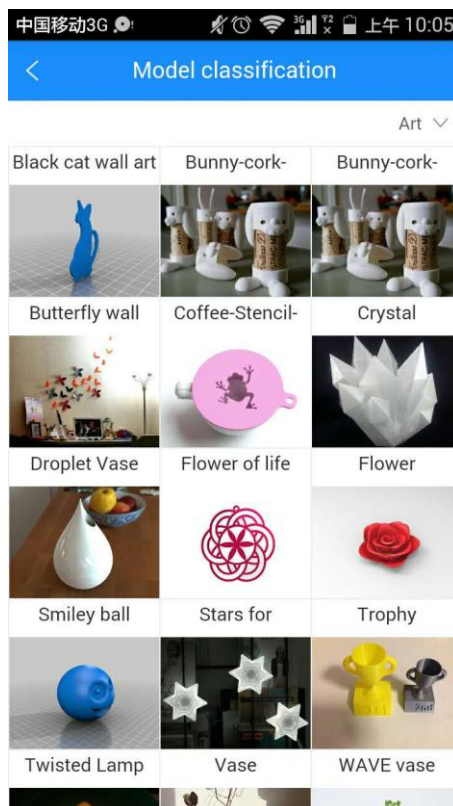 中国移动3G 3G 上午 10:05
Model classification
Art
Black cat wall art Bunny-cork- Bunny-cork-
Butterfly wall Coffee-Stencil- Crystal
Droplet Vase Flower of life Flower
Smiley ball Stars for Trophy
Twisted Lamp Vase WAVE vase